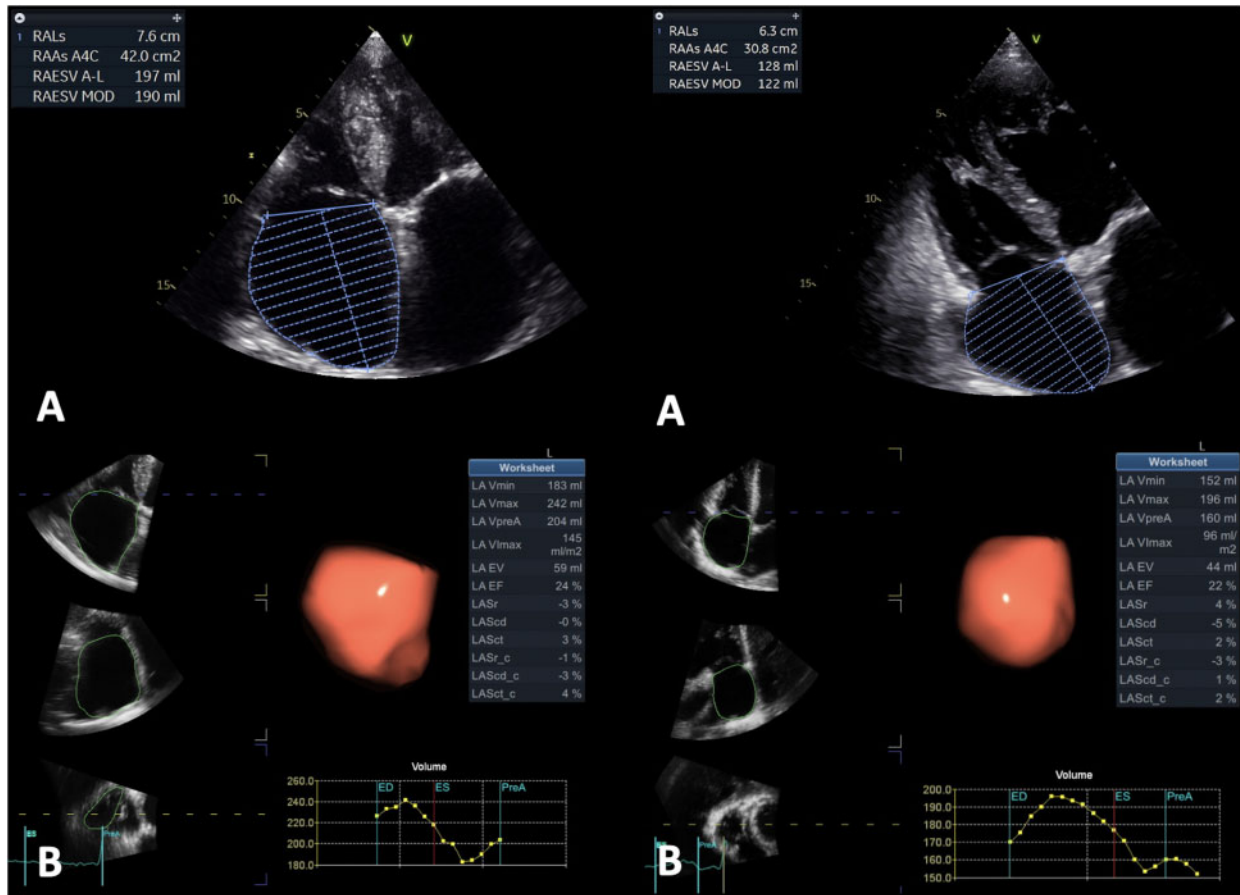 1 RALs 7.6 cm
RAAs A4C 42.0 cm2
RAESV A-L 197 ml
RAESV MOD 190 ml
V
5
10
15
A
1 RALs 6.3 cm
RAAs A4C 30.8 cm2
RAESV A-L 128 ml
RAESV MOD 122 ml
V
5
10
15
A
L
Worksheet
LA Vmin 183 ml
LA Vmax 242 ml
LA VpreA 204 ml
LA VImax 145 ml/m2
LA EV 59 ml
LA EF 24 %
LASr -3 %
LAScd -0 %
LASct 3 %
LASr_c -1 %
LAScd_c -3 %
LASct_c 4 %
Volume
260.0
240.0
220.0
200.0
180.0
ED
ES
PreA
ES
PreA
B
L
Worksheet
LA Vmin 152 ml
LA Vmax 196 ml
LA VpreA 160 ml
LA VImax 96 ml/m2
LA EV 44 ml
LA EF 22 %
LASr 4 %
LAScd -5 %
LASct 2 %
LASr_c -3 %
LAScd_c 1 %
LASct_c 2 %
Volume
200.0
190.0
180.0
170.0
160.0
150.0
ED
ES
PreA
ES
PreA
B